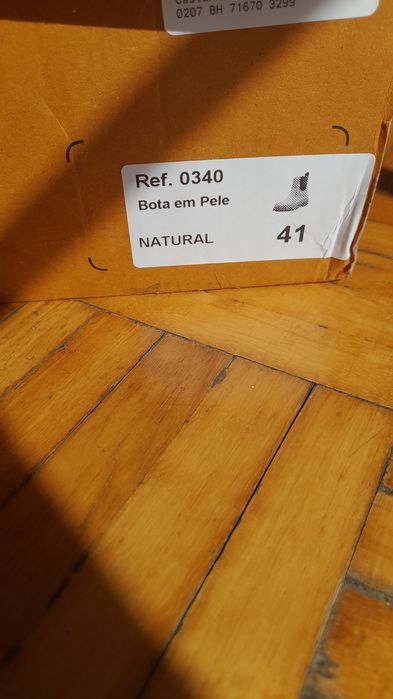 0207 BH 71670 3299
Ref. 0340
Bota em Pele
NATURAL
41